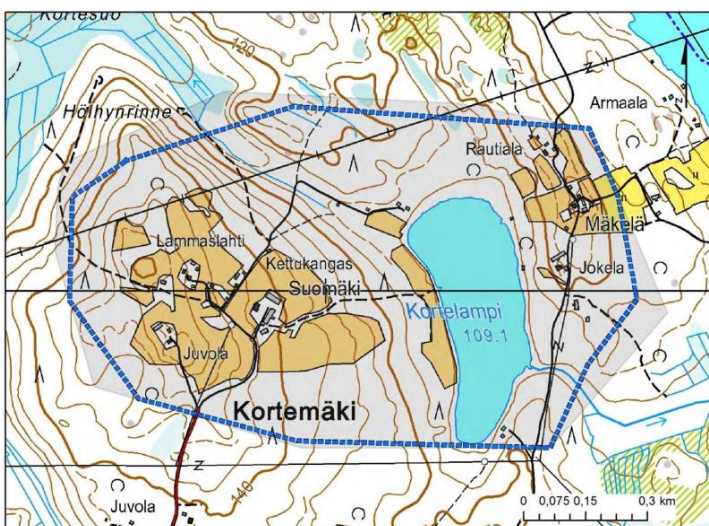 Kortesuo
120
Hölhynrinne
Armaala
Rautiala
Lammaslahti
Mäkelä
Kettukangas
Suomäki
Jokela
Kortelampi
109.1
Juvola
Kortemäki
140
Juvola
0 0,075 0,15 0,3 km